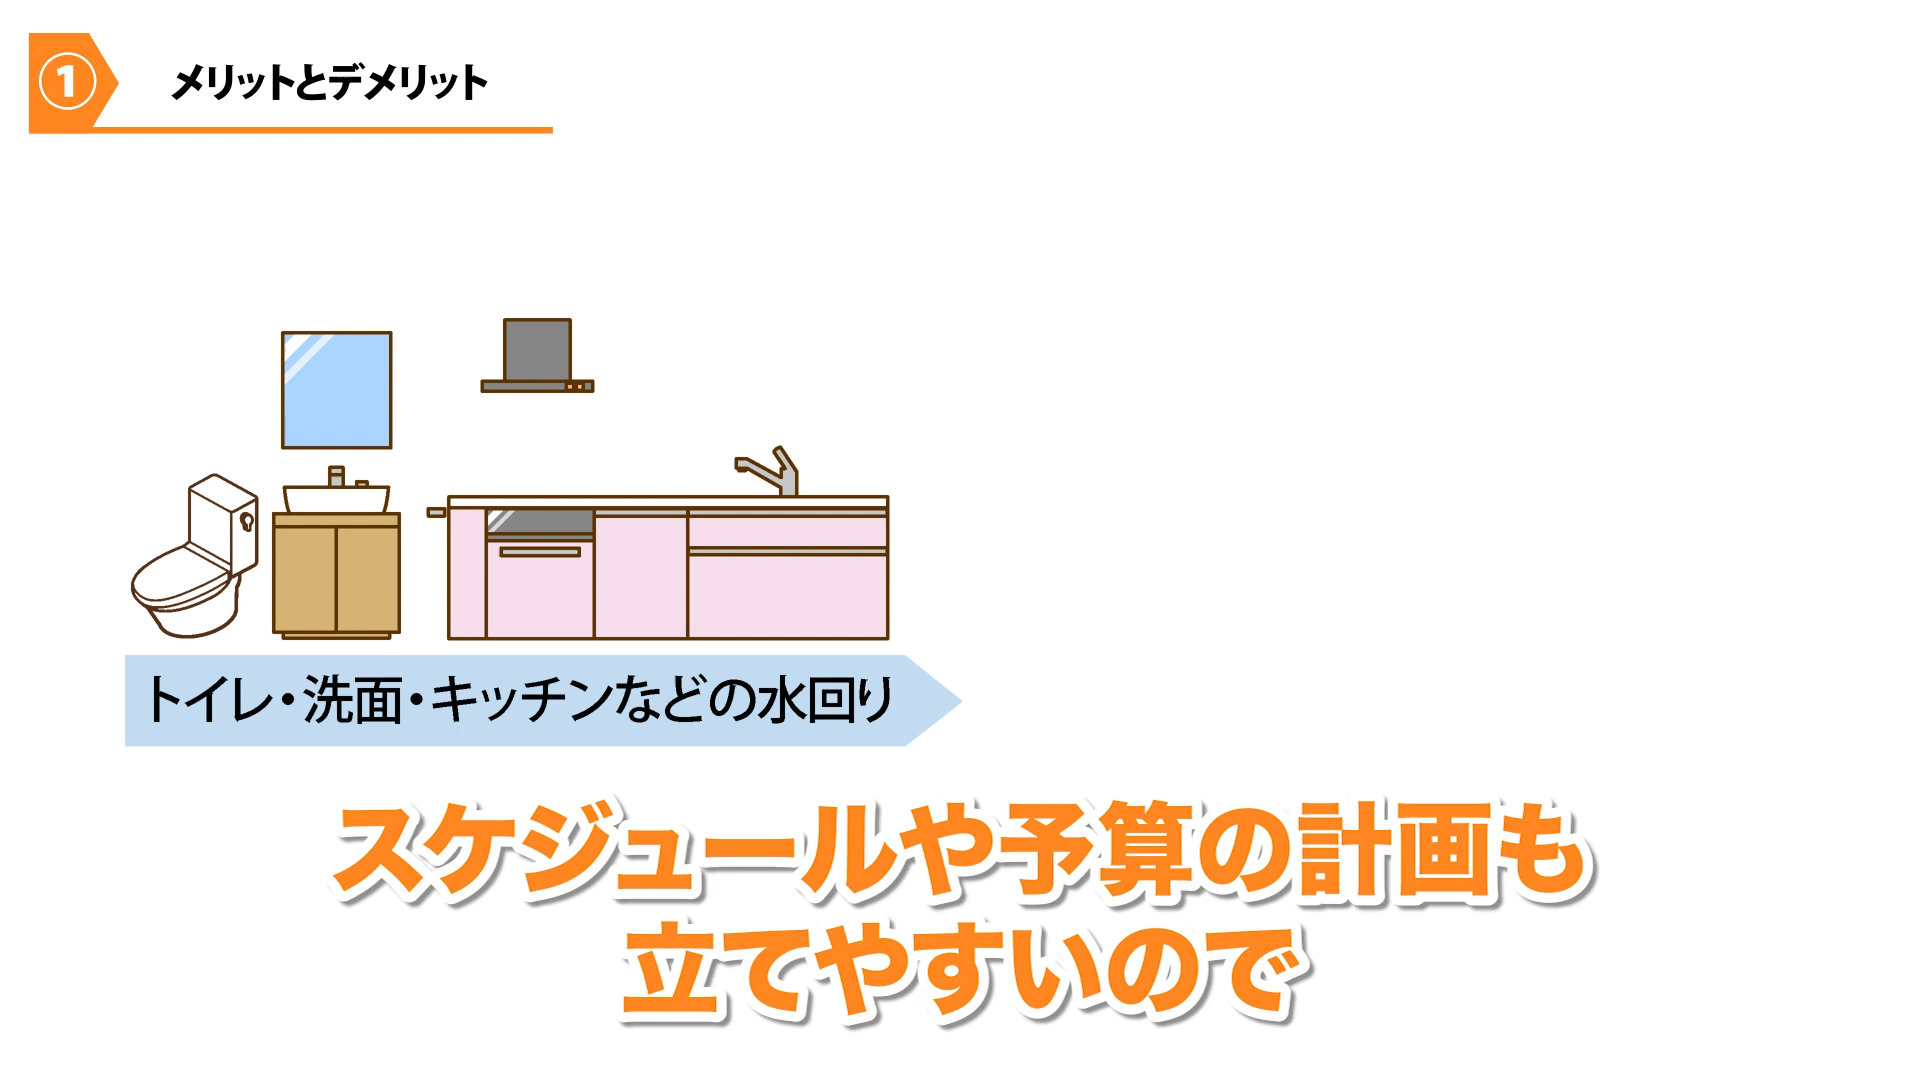 ① メリットとデメリット
トイレ・洗面・キッチンなどの水回り
スケジュールや予算の計画も
立てやすいので